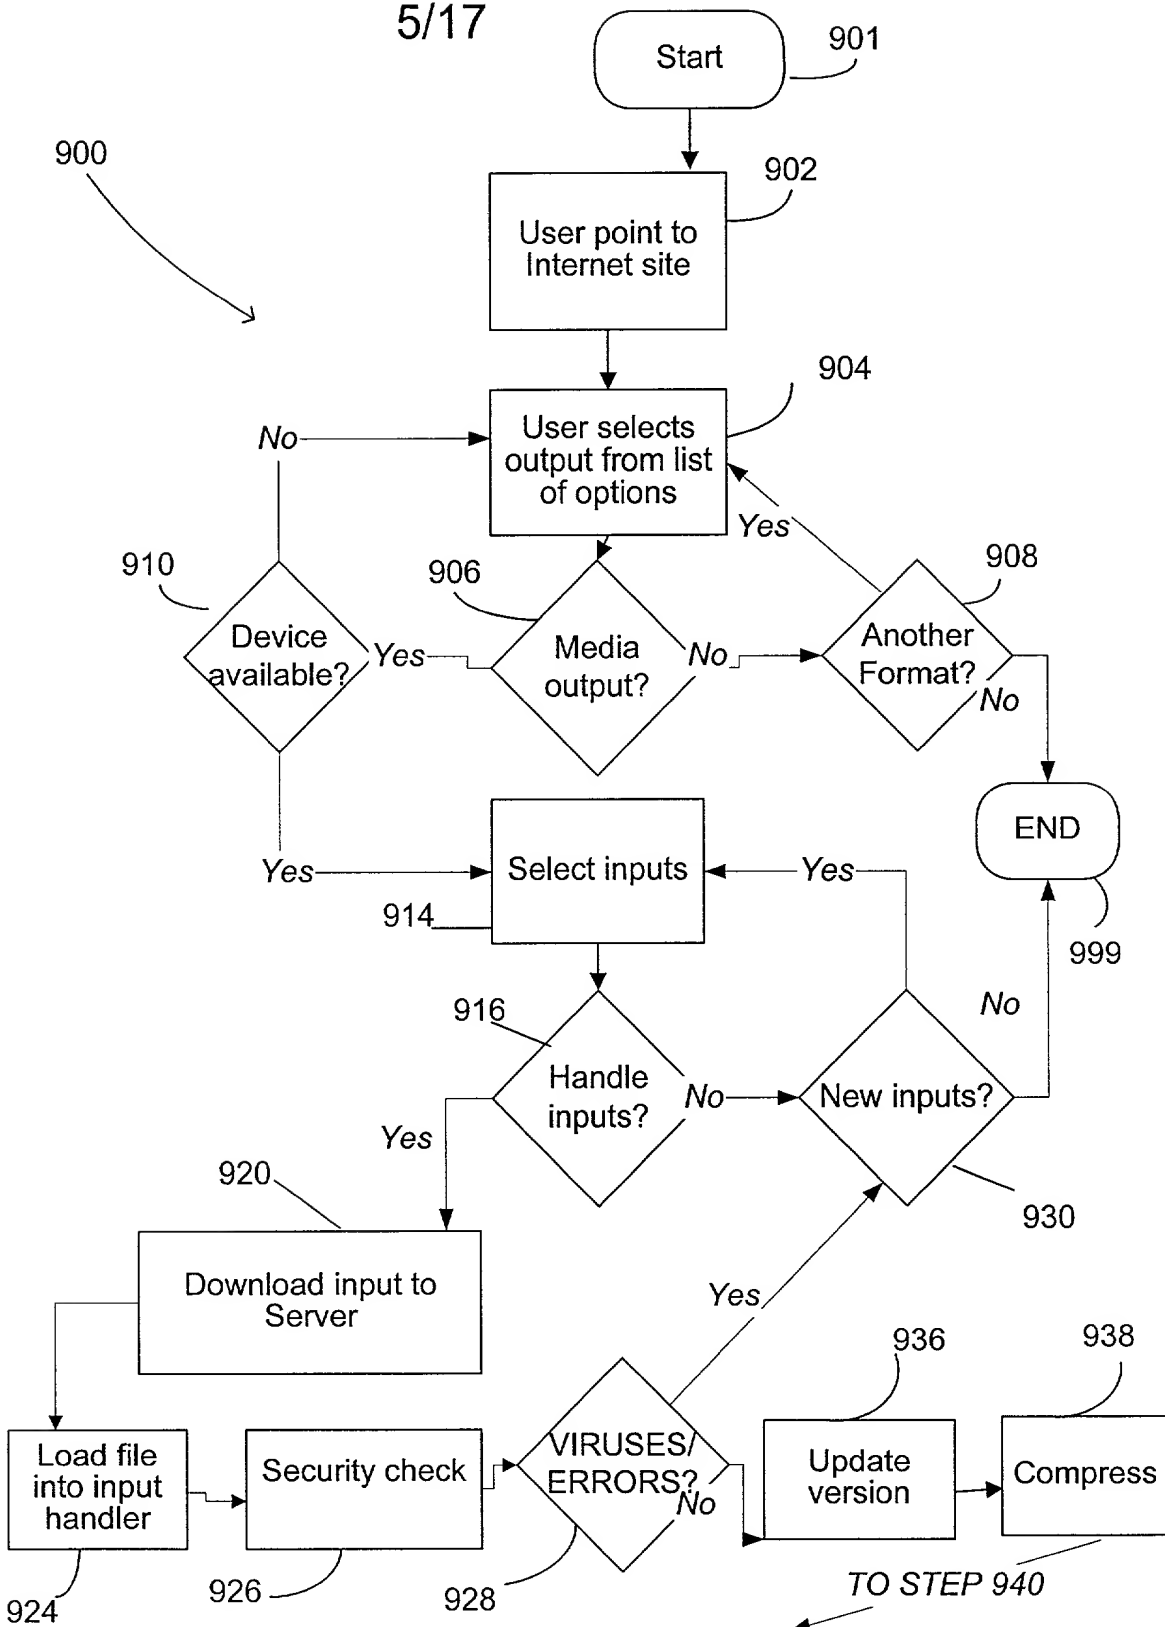 5/17
Start
901
900
902
User point to
Internet site
904
No
User selects
output from list
of options
Yes
910
906
908
Device
available?
Yes
Media
output?
No
Another
Format?
No
END
Yes
Select inputs
Yes
914
999
916
No
Handle
inputs?
No
New inputs?
Yes
920
930
Download input to
Server
Yes
936
938
Load file
into input
handler
Security check
VIRUSES/
ERRORS?
No
Update
version
Compress
924
926
928
TO STEP 940